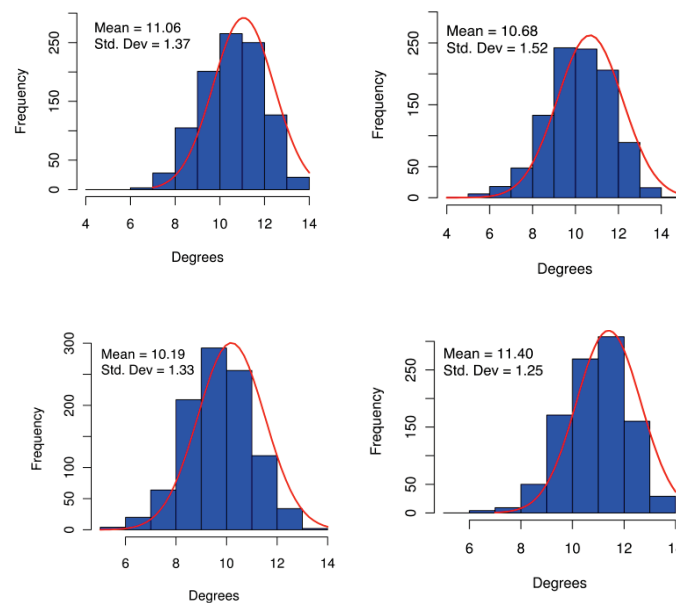 Mean = 11.06
Std. Dev = 1.37
Frequency
250
150
50
0
4 6 8 10 12 14
Degrees
Mean = 10.68
Std. Dev = 1.52
Frequency
250
150
50
0
4 6 8 10 12 14
Degrees
Mean = 10.19
Std. Dev = 1.33
Frequency
300
200
100
50
0
6 8 10 12 14
Degrees
Mean = 11.40
Std. Dev = 1.25
Frequency
250
150
50
0
6 8 10 12 14
Degrees